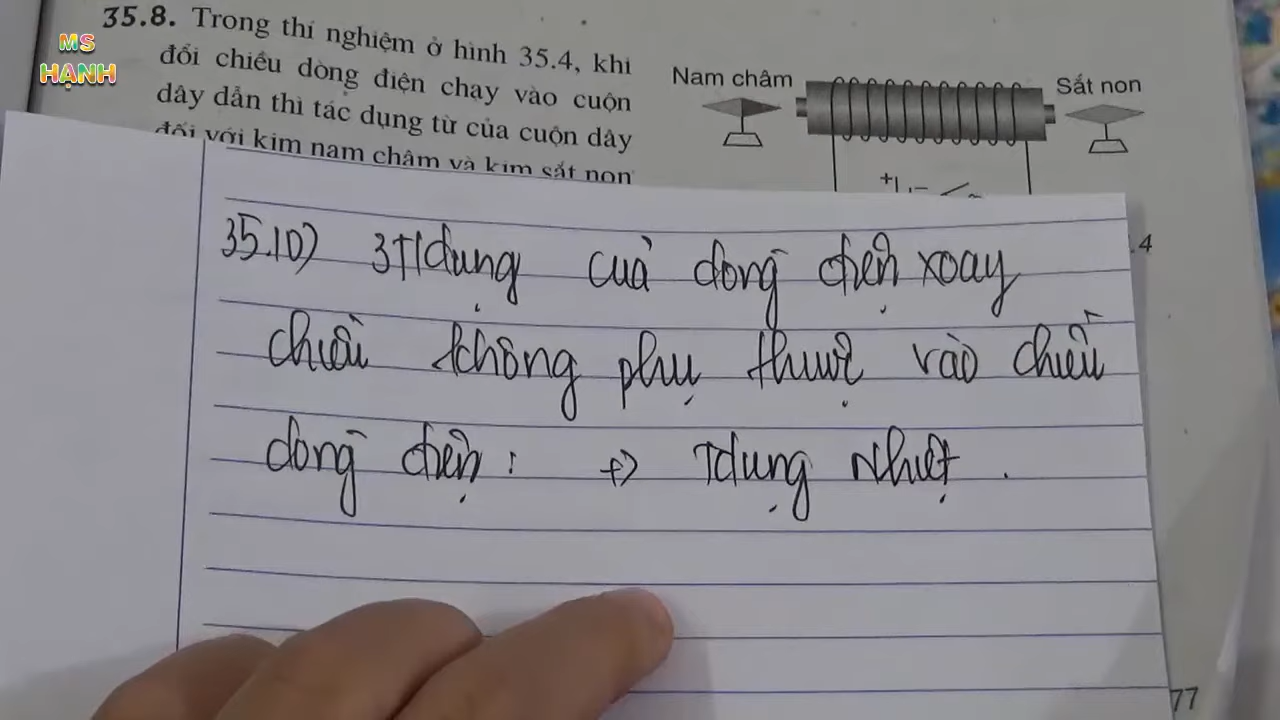 MS
HẠNH
35.8. Trong thí nghiệm ở hình 35.4, khi
đổi chiều dòng điện chạy vào cuộn
dây dẫn thì tác dụng từ của cuộn dây
đối với kim nam châm và kim sắt non
Nam châm
Sắt non
+ -
.4
35.10) 3 T/dụng của dòng điện xoay
chiều không phụ thuộc vào chiều
dòng điện: +) Tdụng Nhiệt.
77